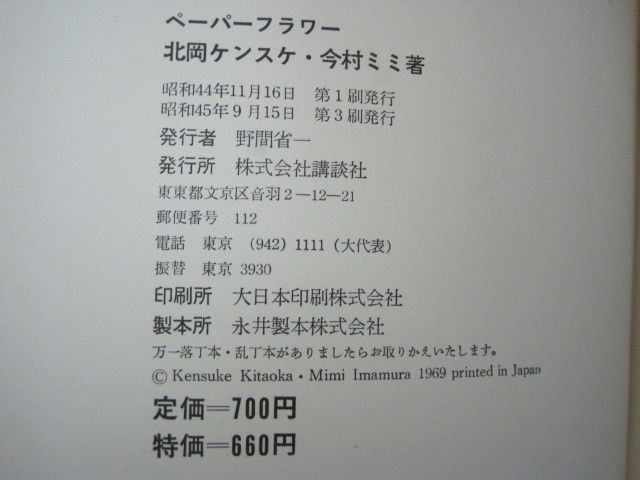 ペーパーフラワー
北岡ケンスケ・今村ミミ著
昭和44年11月16日　第1刷発行
昭和45年9月15日　第3刷発行
発行者　野間省一
発行所　株式会社講談社
東東都文京区音羽2―12―21
郵便番号　112
電話　東京　(942) 1111 (大代表)
振替　東京 3930
印刷所　大日本印刷株式会社
製本所　永井製本株式会社
万一落丁本・乱丁本がありましたらお取りかえいたします。
© Kensuke Kitaoka・Mimi Imamura 1969 printed in Japan
定価＝700円
特価＝660円